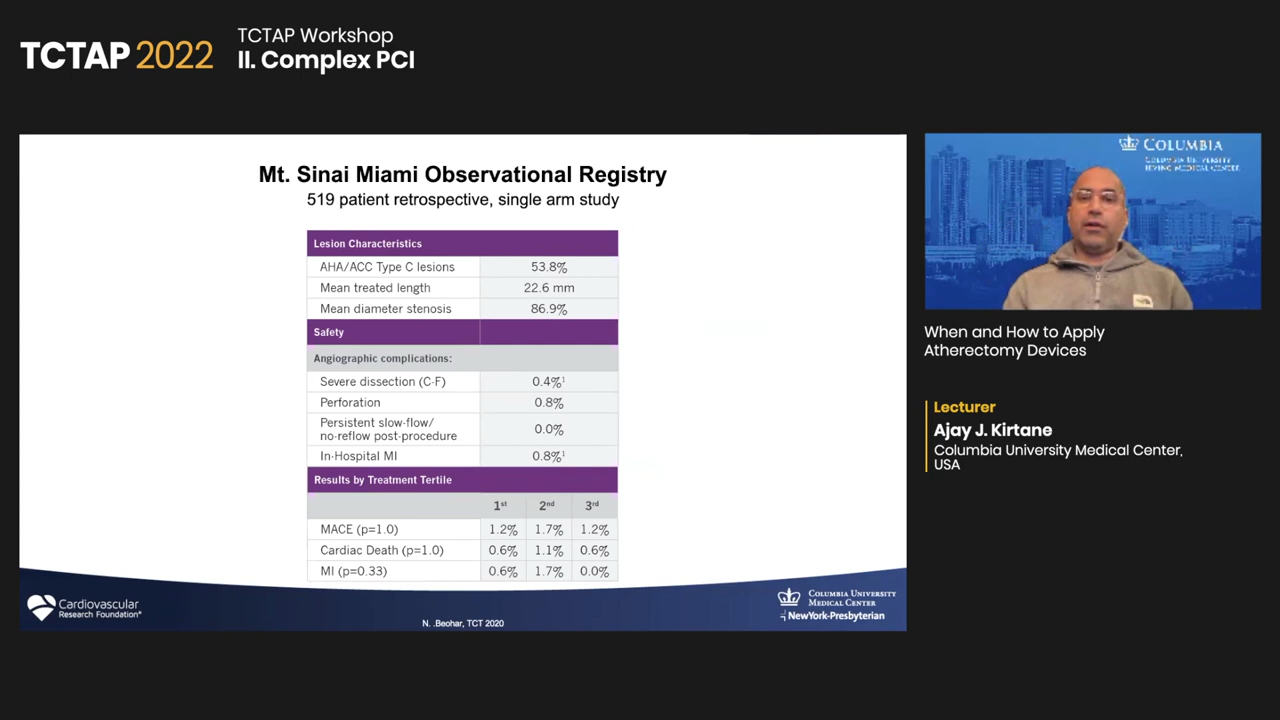 TCTAP 2022
TCTAP Workshop
II. Complex PCI
Mt. Sinai Miami Observational Registry
519 patient retrospective, single arm study
Lesion Characteristics
AHA/ACC Type C lesions 53.8%
Mean treated length 22.6 mm
Mean diameter stenosis 86.9%
Safety
Angiographic complications:
Severe dissection (C-F) 0.4%¹
Perforation 0.8%
Persistent slow-flow/
no-reflow post-procedure 0.0%
In-Hospital MI 0.8%¹
Results by Treatment Tertile
1st 2nd 3rd
MACE (p=1.0) 1.2% 1.7% 1.2%
Cardiac Death (p=1.0) 0.6% 1.1% 0.6%
MI (p=0.33) 0.6% 1.7% 0.0%
Cardiovascular
Research Foundation®
N. .Beohar, TCT 2020
COLUMBIA UNIVERSITY
MEDICAL CENTER
NewYork-Presbyterian
COLUMBIA
COLUMBIA UNIVERSITY
IRVING MEDICAL CENTER
When and How to Apply
Atherectomy Devices
Lecturer
Ajay J. Kirtane
Columbia University Medical Center,
USA